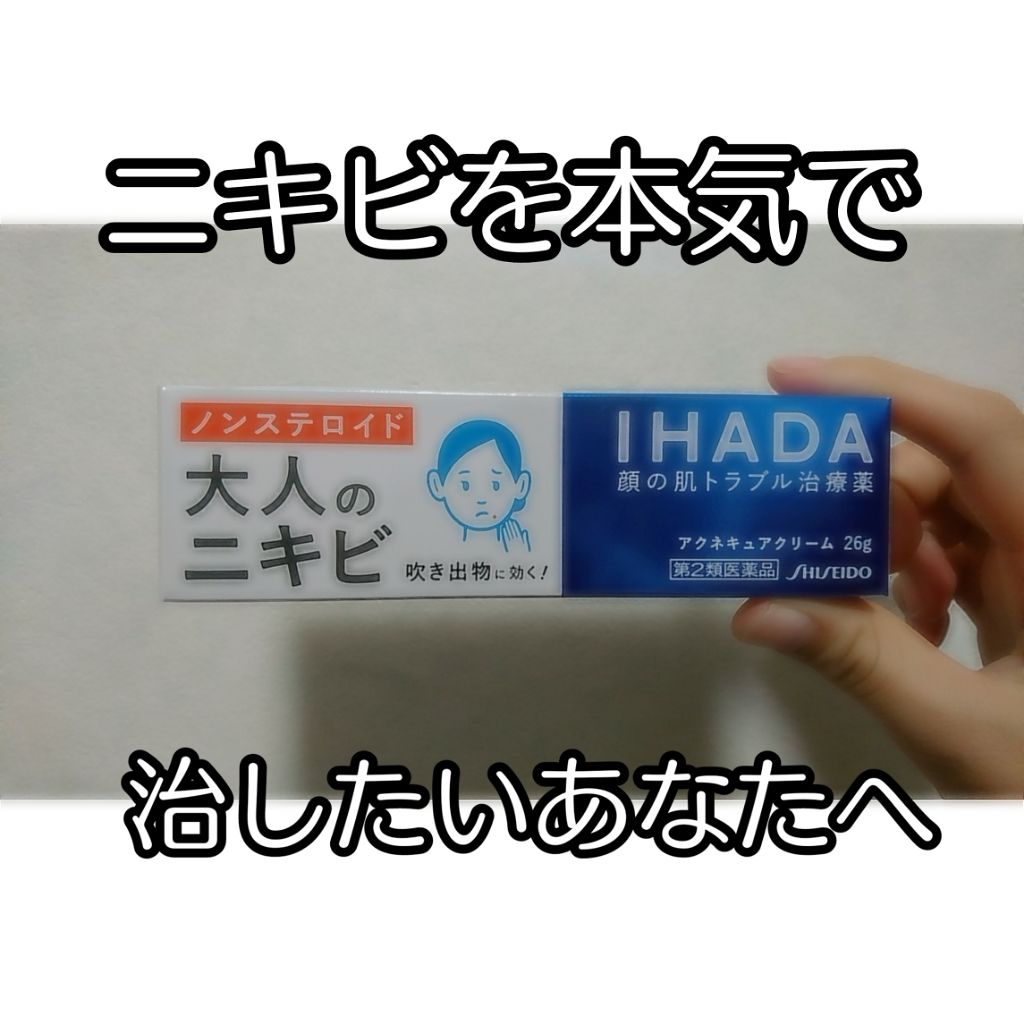 ニキビを本気で
ノンステロイド
大人の
ニキビ
吹き出物に効く!
IHADA
顔の肌トラブル治療薬
アクネキュアクリーム 26g
第2類医薬品 SHISEIDO
治したいあなたへ